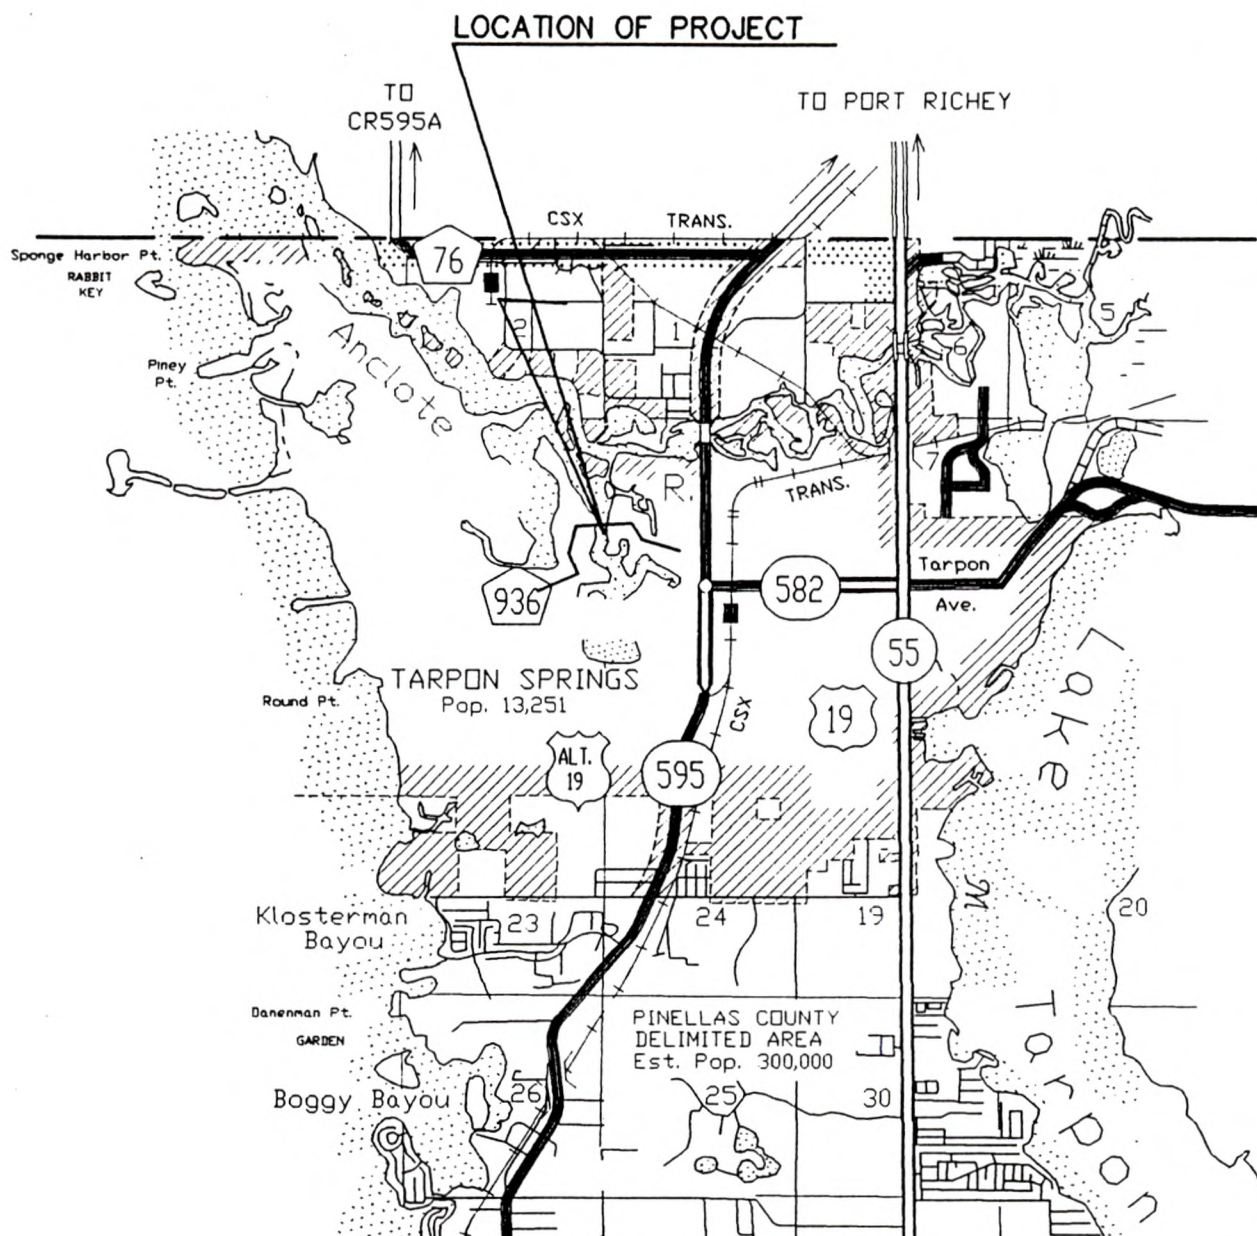 LOCATION OF PROJECT
TO
CR595A
TO PORT RICHEY
CSX
TRANS.
76
Sponge Harbor Pt.
RABBIT
KEY
2
1
5
6
Anclote
Piney
Pt.
7
R.
TRANS.
936
582
Tarpon
Ave.
55
TARPON SPRINGS
Pop. 13,251
Round Pt.
CSX
19
ALT.
19
595
Lake
Tarpon
Klosterman
Bayou
23
24
19
20
Danenman Pt.
GARDEN
PINELLAS COUNTY
DELIMITED AREA
Est. Pop. 300,000
Boggy Bayou
26
25
30